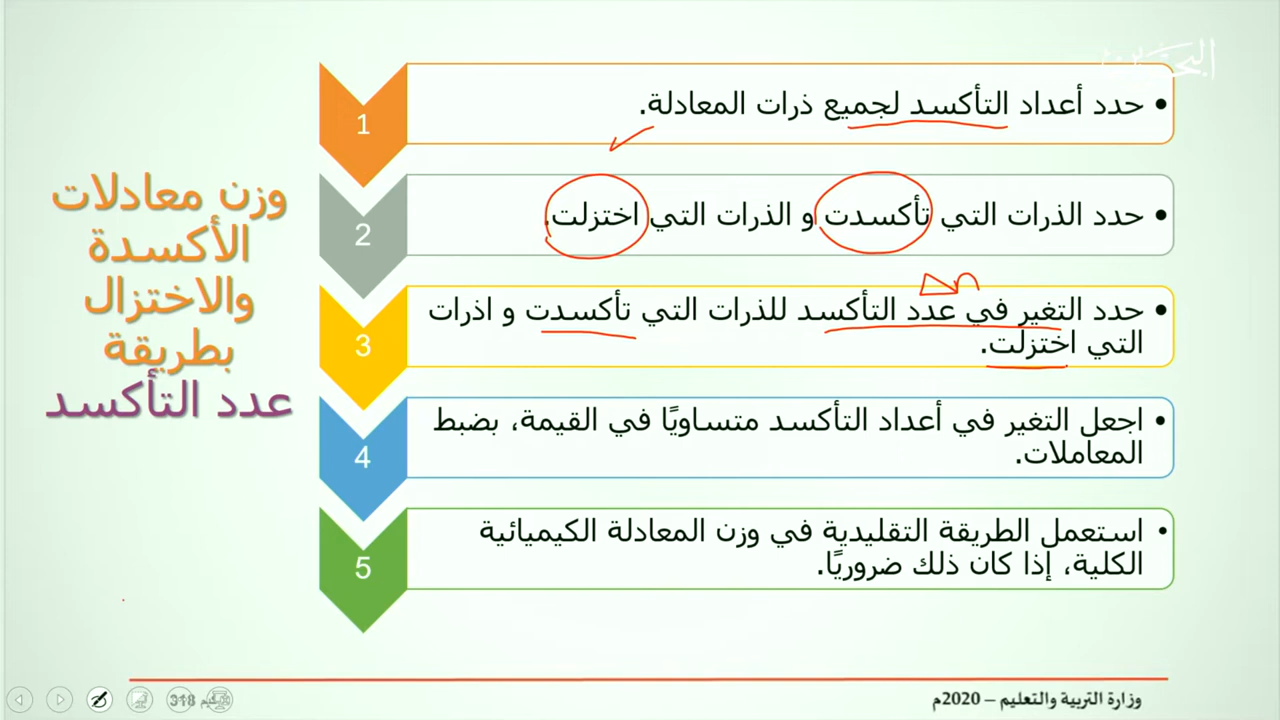 وزن معادلات
الأكسدة
والاختزال
بطريقة
عدد التأكسد
1
• حدد أعداد التأكسد لجميع ذرات المعادلة.
2
• حدد الذرات التي تأكسدت و الذرات التي اختزلت.
Δn
3
• حدد التغير في عدد التأكسد للذرات التي تأكسدت و اذرات
التي اختزلت.
4
• اجعل التغير في أعداد التأكسد متساويًا في القيمة، بضبط
المعاملات.
5
• استعمل الطريقة التقليدية في وزن المعادلة الكيميائية
الكلية، إذا كان ذلك ضروريًا.
وزارة التربية والتعليم – 2020م
318